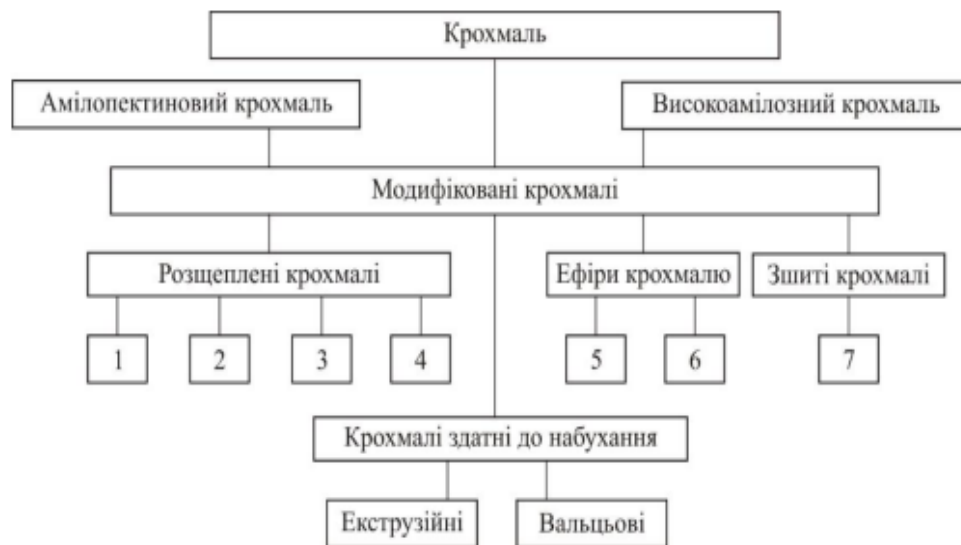 Крохмаль
Амілопектиновий крохмаль
Високоамілозний крохмаль
Модифіковані крохмалі
Розщеплені крохмалі
Ефіри крохмалю
Зшиті крохмалі
1
2
3
4
5
6
7
Крохмалі здатні до набухання
Екструзійні
Вальцьові